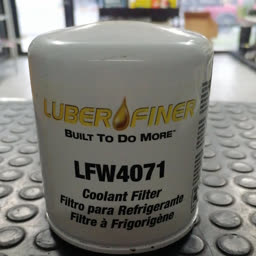 LUBERFINER
BUILT TO DO MORE™
LFW4071
Coolant Filter
Filtro para Refrigerante
Filtre à Frigorigène